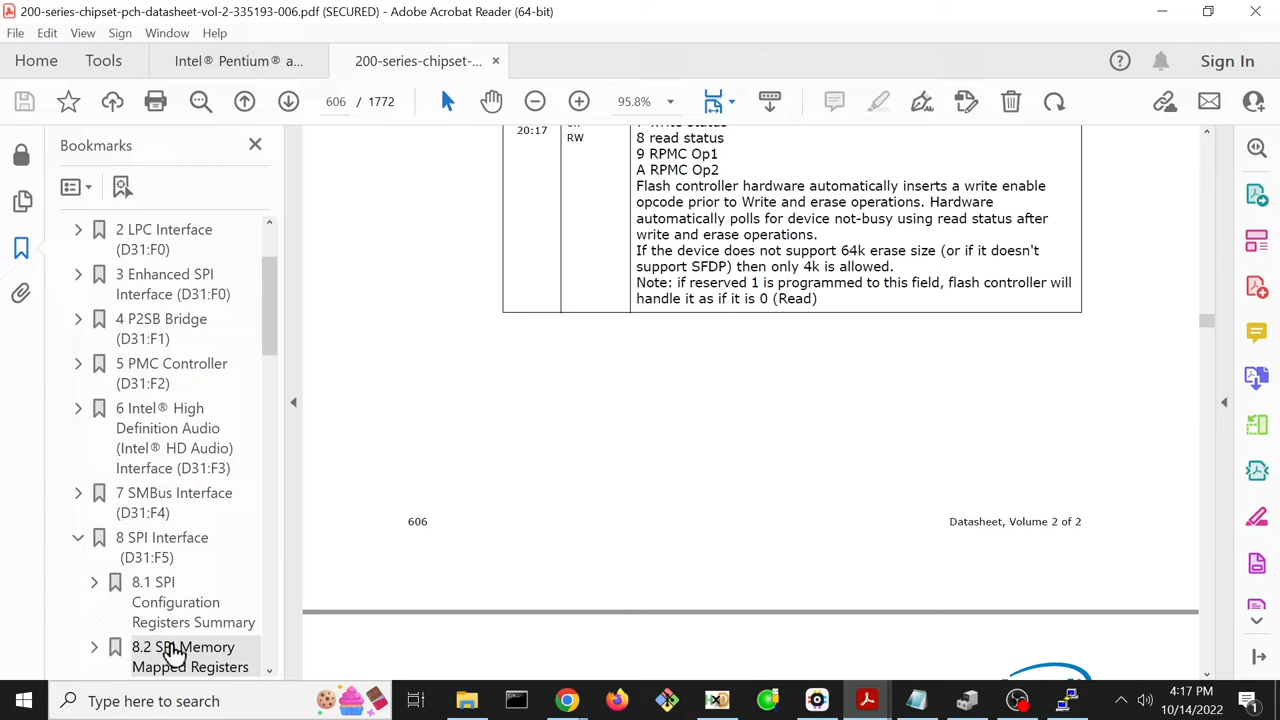 200-series-chipset-pch-datasheet-vol-2-335193-006.pdf (SECURED) - Adobe Acrobat Reader (64-bit)
File Edit View Sign Window Help
Home Tools Intel® Pentium® a... 200-series-chipset-... × Sign In
606 / 1772 95.8%
Bookmarks
2 LPC Interface
(D31:F0)
3 Enhanced SPI
Interface (D31:F0)
4 P2SB Bridge
(D31:F1)
5 PMC Controller
(D31:F2)
6 Intel® High
Definition Audio
(Intel® HD Audio)
Interface (D31:F3)
7 SMBus Interface
(D31:F4)
8 SPI Interface
(D31:F5)
8.1 SPI
Configuration
Registers Summary
8.2 SPI Memory
Mapped Registers
20:17
RW
7 write status
8 read status
9 RPMC Op1
A RPMC Op2
Flash controller hardware automatically inserts a write enable
opcode prior to Write and erase operations. Hardware
automatically polls for device not-busy using read status after
write and erase operations.
If the device does not support 64k erase size (or if it doesn't
support SFDP) then only 4k is allowed.
Note: if reserved 1 is programmed to this field, flash controller will
handle it as if it is 0 (Read)
606 Datasheet, Volume 2 of 2
Type here to search
4:17 PM
10/14/2022